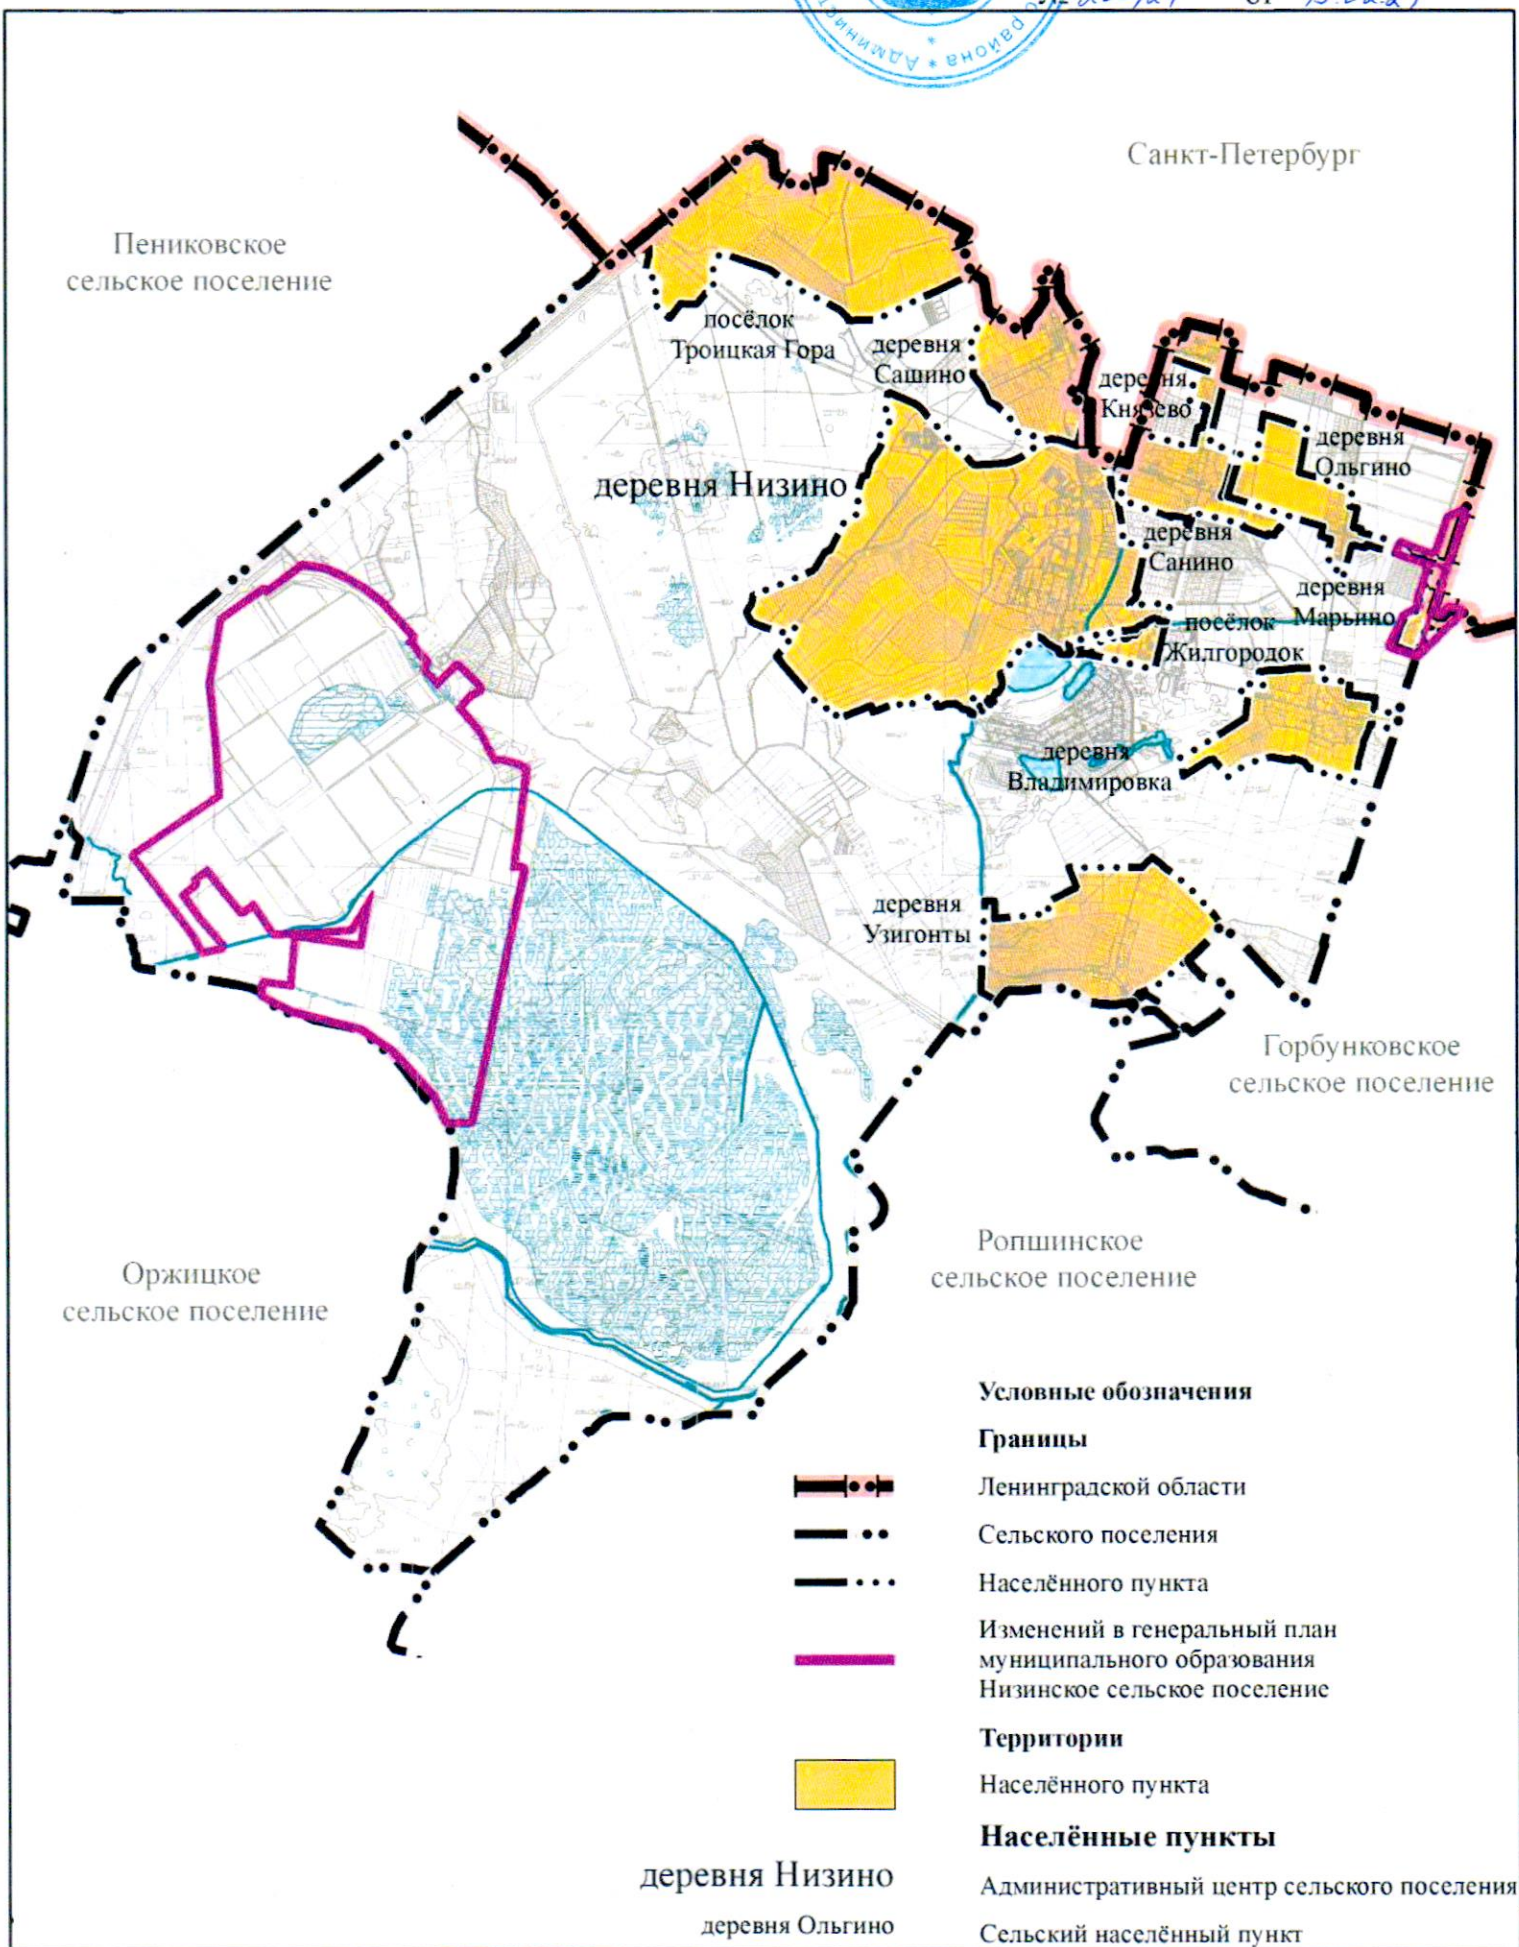 района * Админист
от
Санкт-Петербург
Пениковское
сельское поселение
посёлок
Троицкая Гора
деревня
Сашино
деревня
Князево
деревня
Ольгино
деревня Низино
деревня
Санино
деревня
Марьино
посёлок
Жилгородок
деревня
Владимировка
деревня
Узигонты
Горбунковское
сельское поселение
Ропшинское
сельское поселение
Оржицкое
сельское поселение
Условные обозначения
Границы
Ленинградской области
Сельского поселения
Населённого пункта
Изменений в генеральный план
муниципального образования
Низинское сельское поселение
Территории
Населённого пункта
Населённые пункты
деревня Низино
Административный центр сельского поселения
деревня Ольгино
Сельский населённый пункт